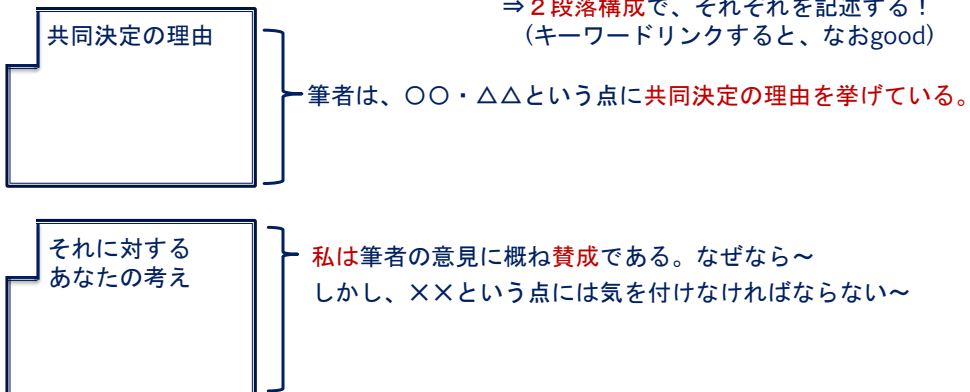 ⇒２段落構成で、それぞれを記述する！
（キーワードリンクすると、なおgood）
共同決定の理由
筆者は、〇〇・△△という点に共同決定の理由を挙げている。
それに対する
あなたの考え
私は筆者の意見に概ね賛成である。なぜなら～
しかし、××という点には気を付けなければならない～